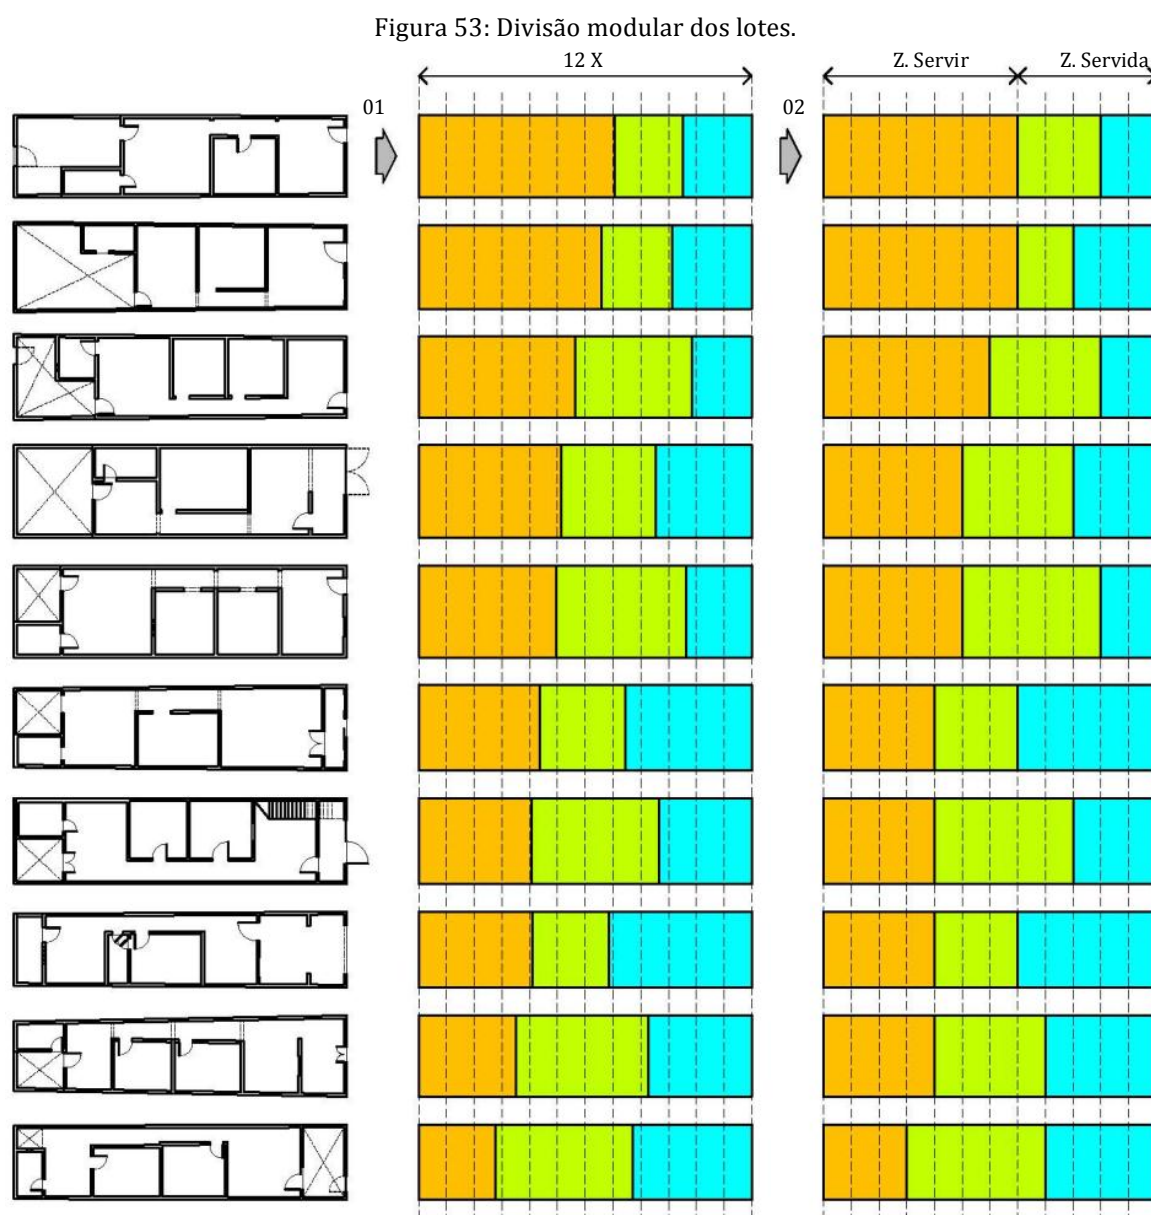 Figura 53: Divisão modular dos lotes.
12 X
Z. Servir
Z. Servida
01
02